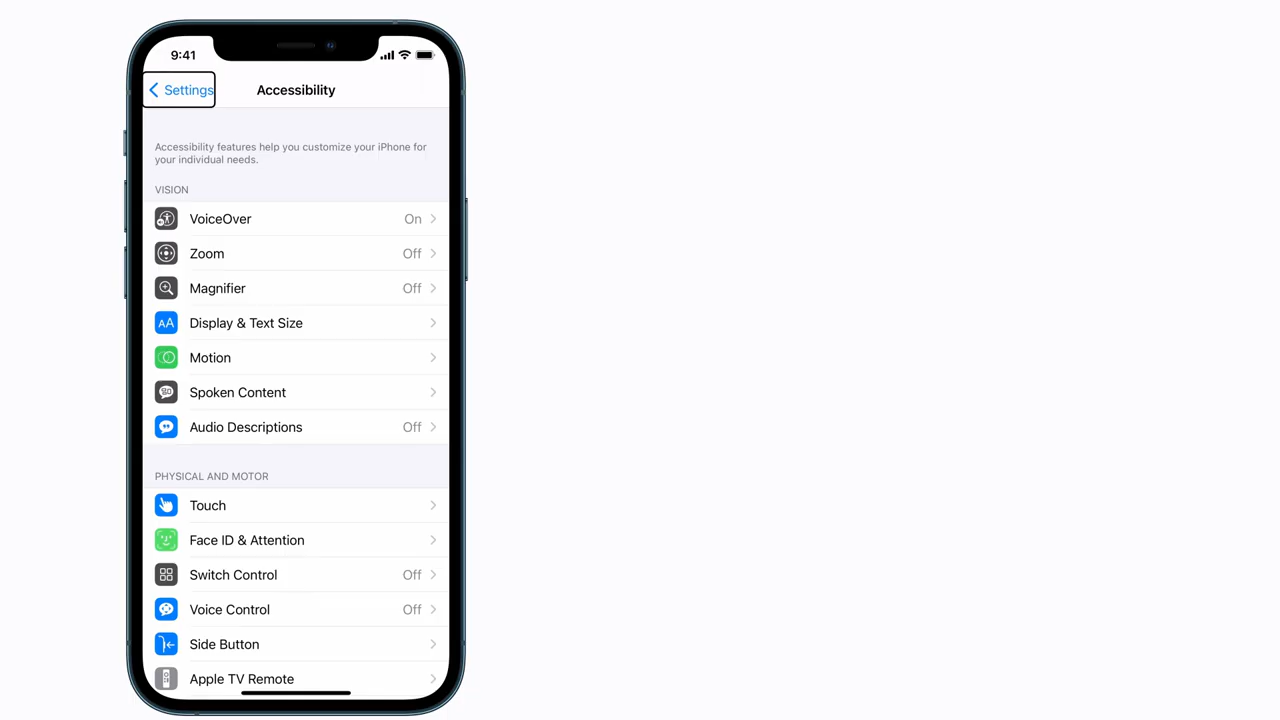 9:41
Settings
Accessibility
Accessibility features help you customize your iPhone for
your individual needs.
VISION
VoiceOver On
Zoom Off
Magnifier Off
Display & Text Size
Motion
Spoken Content
Audio Descriptions Off
PHYSICAL AND MOTOR
Touch
Face ID & Attention
Switch Control Off
Voice Control Off
Side Button
Apple TV Remote